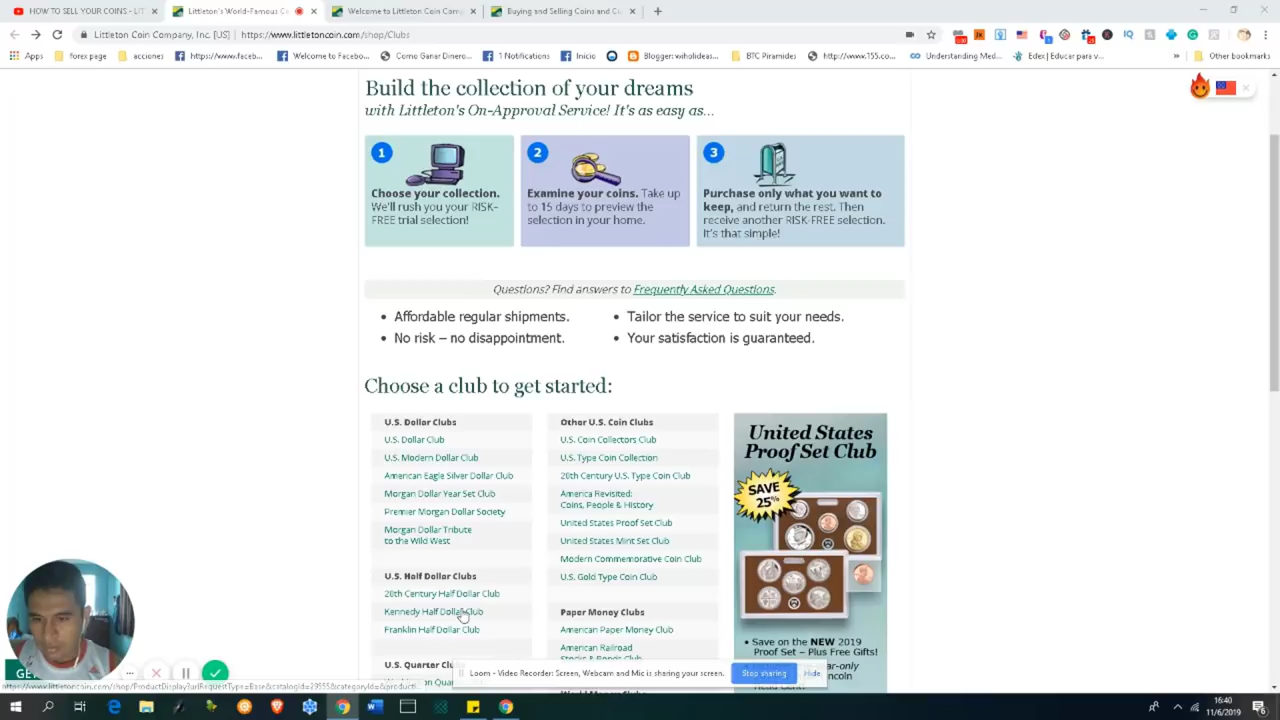 HOW TO SELL YOUR COINS - LIT
Littleton's World-Famous C
Welcome to Littleton Coin Comp
Buying and Selling Coins and Cu
Littleton Coin Company, Inc. [US] | https://www.littletoncoin.com/shop/Clubs
Apps forex page acciones https://www.faceb... Welcome to Facebo... Como Ganar Dinero... 1 Notifications Inicio Blogger: wiholideas... BTC Piramides http://www.155.co... Understanding Med... Edex | Educar para v... » Other bookmarks
Build the collection of your dreams
with Littleton's On-Approval Service! It's as easy as...
1
Choose your collection.
We'll rush you your RISK-
FREE trial selection!
2
Examine your coins. Take up
to 15 days to preview the
selection in your home.
3
Purchase only what you want to
keep, and return the rest. Then
receive another RISK-FREE selection.
It's that simple!
Questions? Find answers to Frequently Asked Questions.
• Affordable regular shipments.
• No risk – no disappointment.
• Tailor the service to suit your needs.
• Your satisfaction is guaranteed.
Choose a club to get started:
U.S. Dollar Clubs
U.S. Dollar Club
U.S. Modern Dollar Club
American Eagle Silver Dollar Club
Morgan Dollar Year Set Club
Premier Morgan Dollar Society
Morgan Dollar Tribute
to the Wild West
U.S. Half Dollar Clubs
20th Century Half Dollar Club
Kennedy Half Dollar Club
Franklin Half Dollar Club
U.S. Quarter Clu
Other U.S. Coin Clubs
U.S. Coin Collectors Club
U.S. Type Coin Collection
20th Century U.S. Type Coin Club
America Revisited:
Coins, People & History
United States Proof Set Club
United States Mint Set Club
Modern Commemorative Coin Club
U.S. Gold Type Coin Club
Paper Money Clubs
American Paper Money Club
American Railroad
Stocks & Bonds Club
United States
Proof Set Club
SAVE
25%
• Save on the NEW 2019
Proof Set – Plus Free Gifts!
Loom - Video Recorder: Screen, Webcam and Mic is sharing your screen.
Stop sharing
Hide
16:40
11/6/2019
6